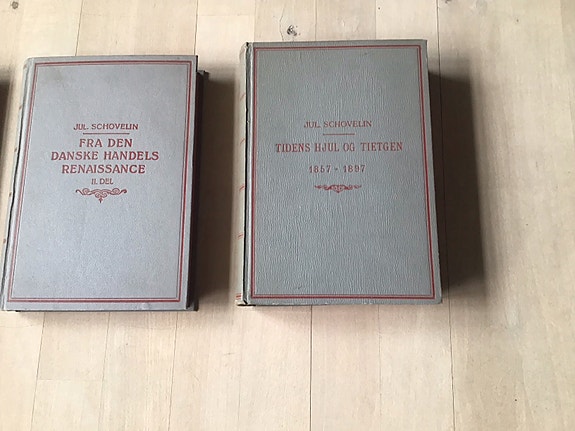 JUL. SCHOVELIN
FRA DEN
DANSKE HANDELS
RENAISSANCE
II. DEL
JUL. SCHOVELIN
TIDENS HJUL OG TIETGEN
1857 - 1897